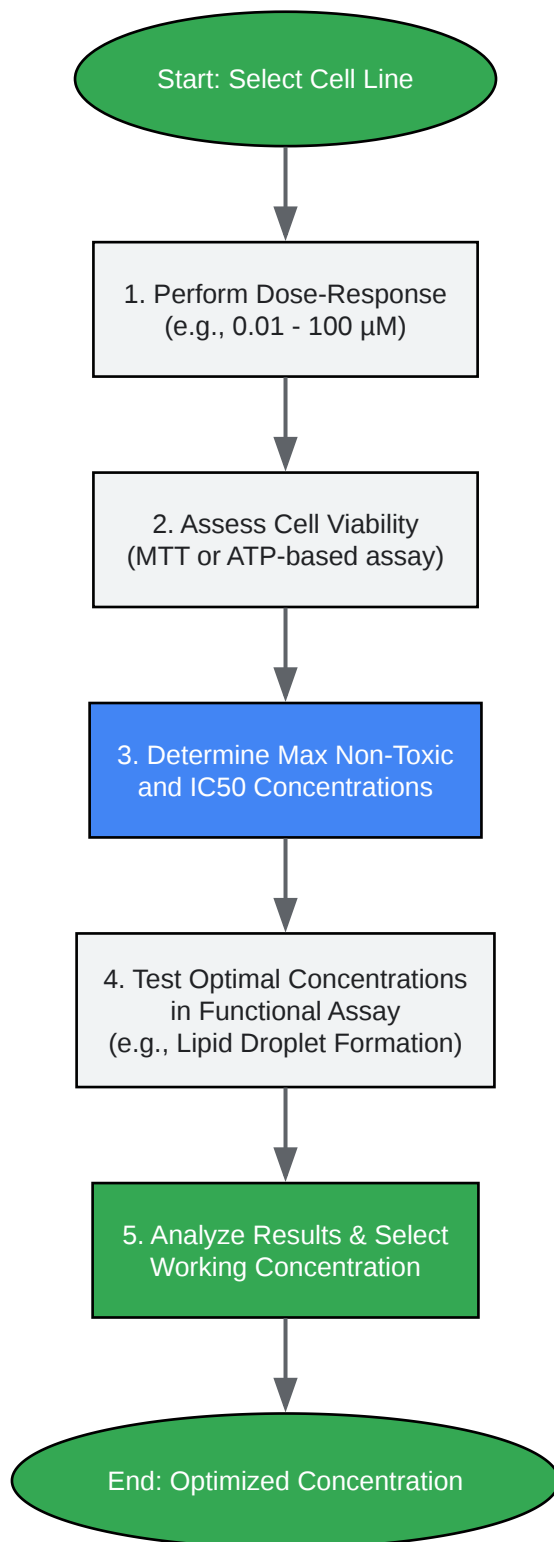 Start: Select Cell Line
1. Perform Dose-Response
(e.g., 0.01 - 100 µM)
2. Assess Cell Viability
(MTT or ATP-based assay)
3. Determine Max Non-Toxic
and IC50 Concentrations
4. Test Optimal Concentrations
in Functional Assay
(e.g., Lipid Droplet Formation)
5. Analyze Results & Select
Working Concentration
End: Optimized Concentration